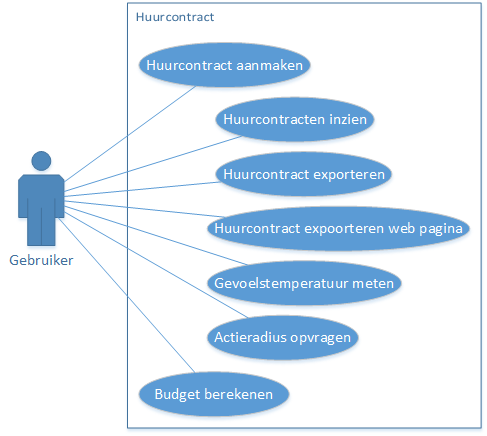 Huurcontract
Huurcontract aanmaken
Huurcontracten inzien
Huurcontract exporteren
Huurcontract expoorteren web pagina
Gebruiker
Gevoelstemperatuur meten
Actieradius opvragen
Budget berekenen